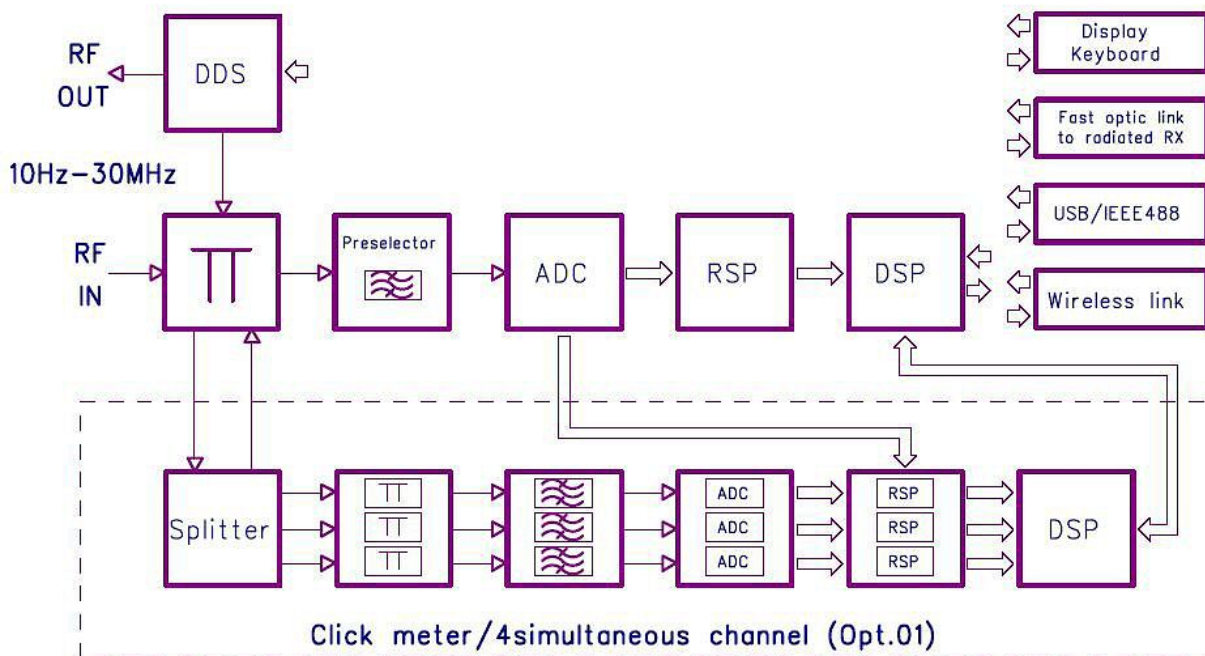 RF
OUT
DDS
Display
Keyboard
Fast optic link
to radiated RX
10Hz-30MHz
USB/IEEE488
RF
IN
Preselector
ADC
RSP
DSP
Wireless link
Splitter
ADC
ADC
ADC
RSP
RSP
RSP
DSP
Click meter/4simultaneous channel (Opt.01)